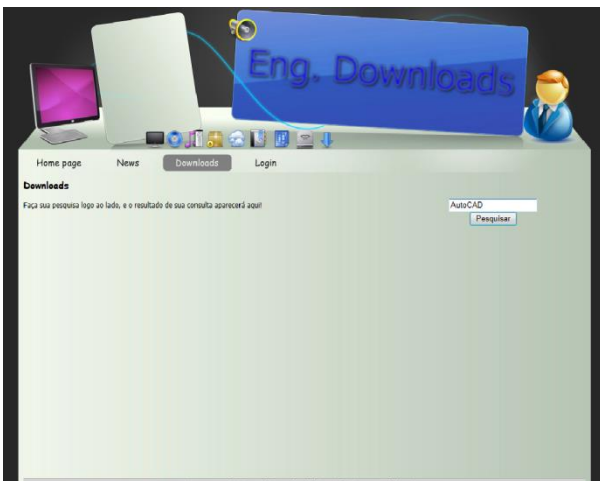 Eng. Downloads
Home page News Downloads Login
Downloads
Faça sua pesquisa logo ao lado, e o resultado de sua consulta aparecerá aqui!
AutoCAD
Pesquisar